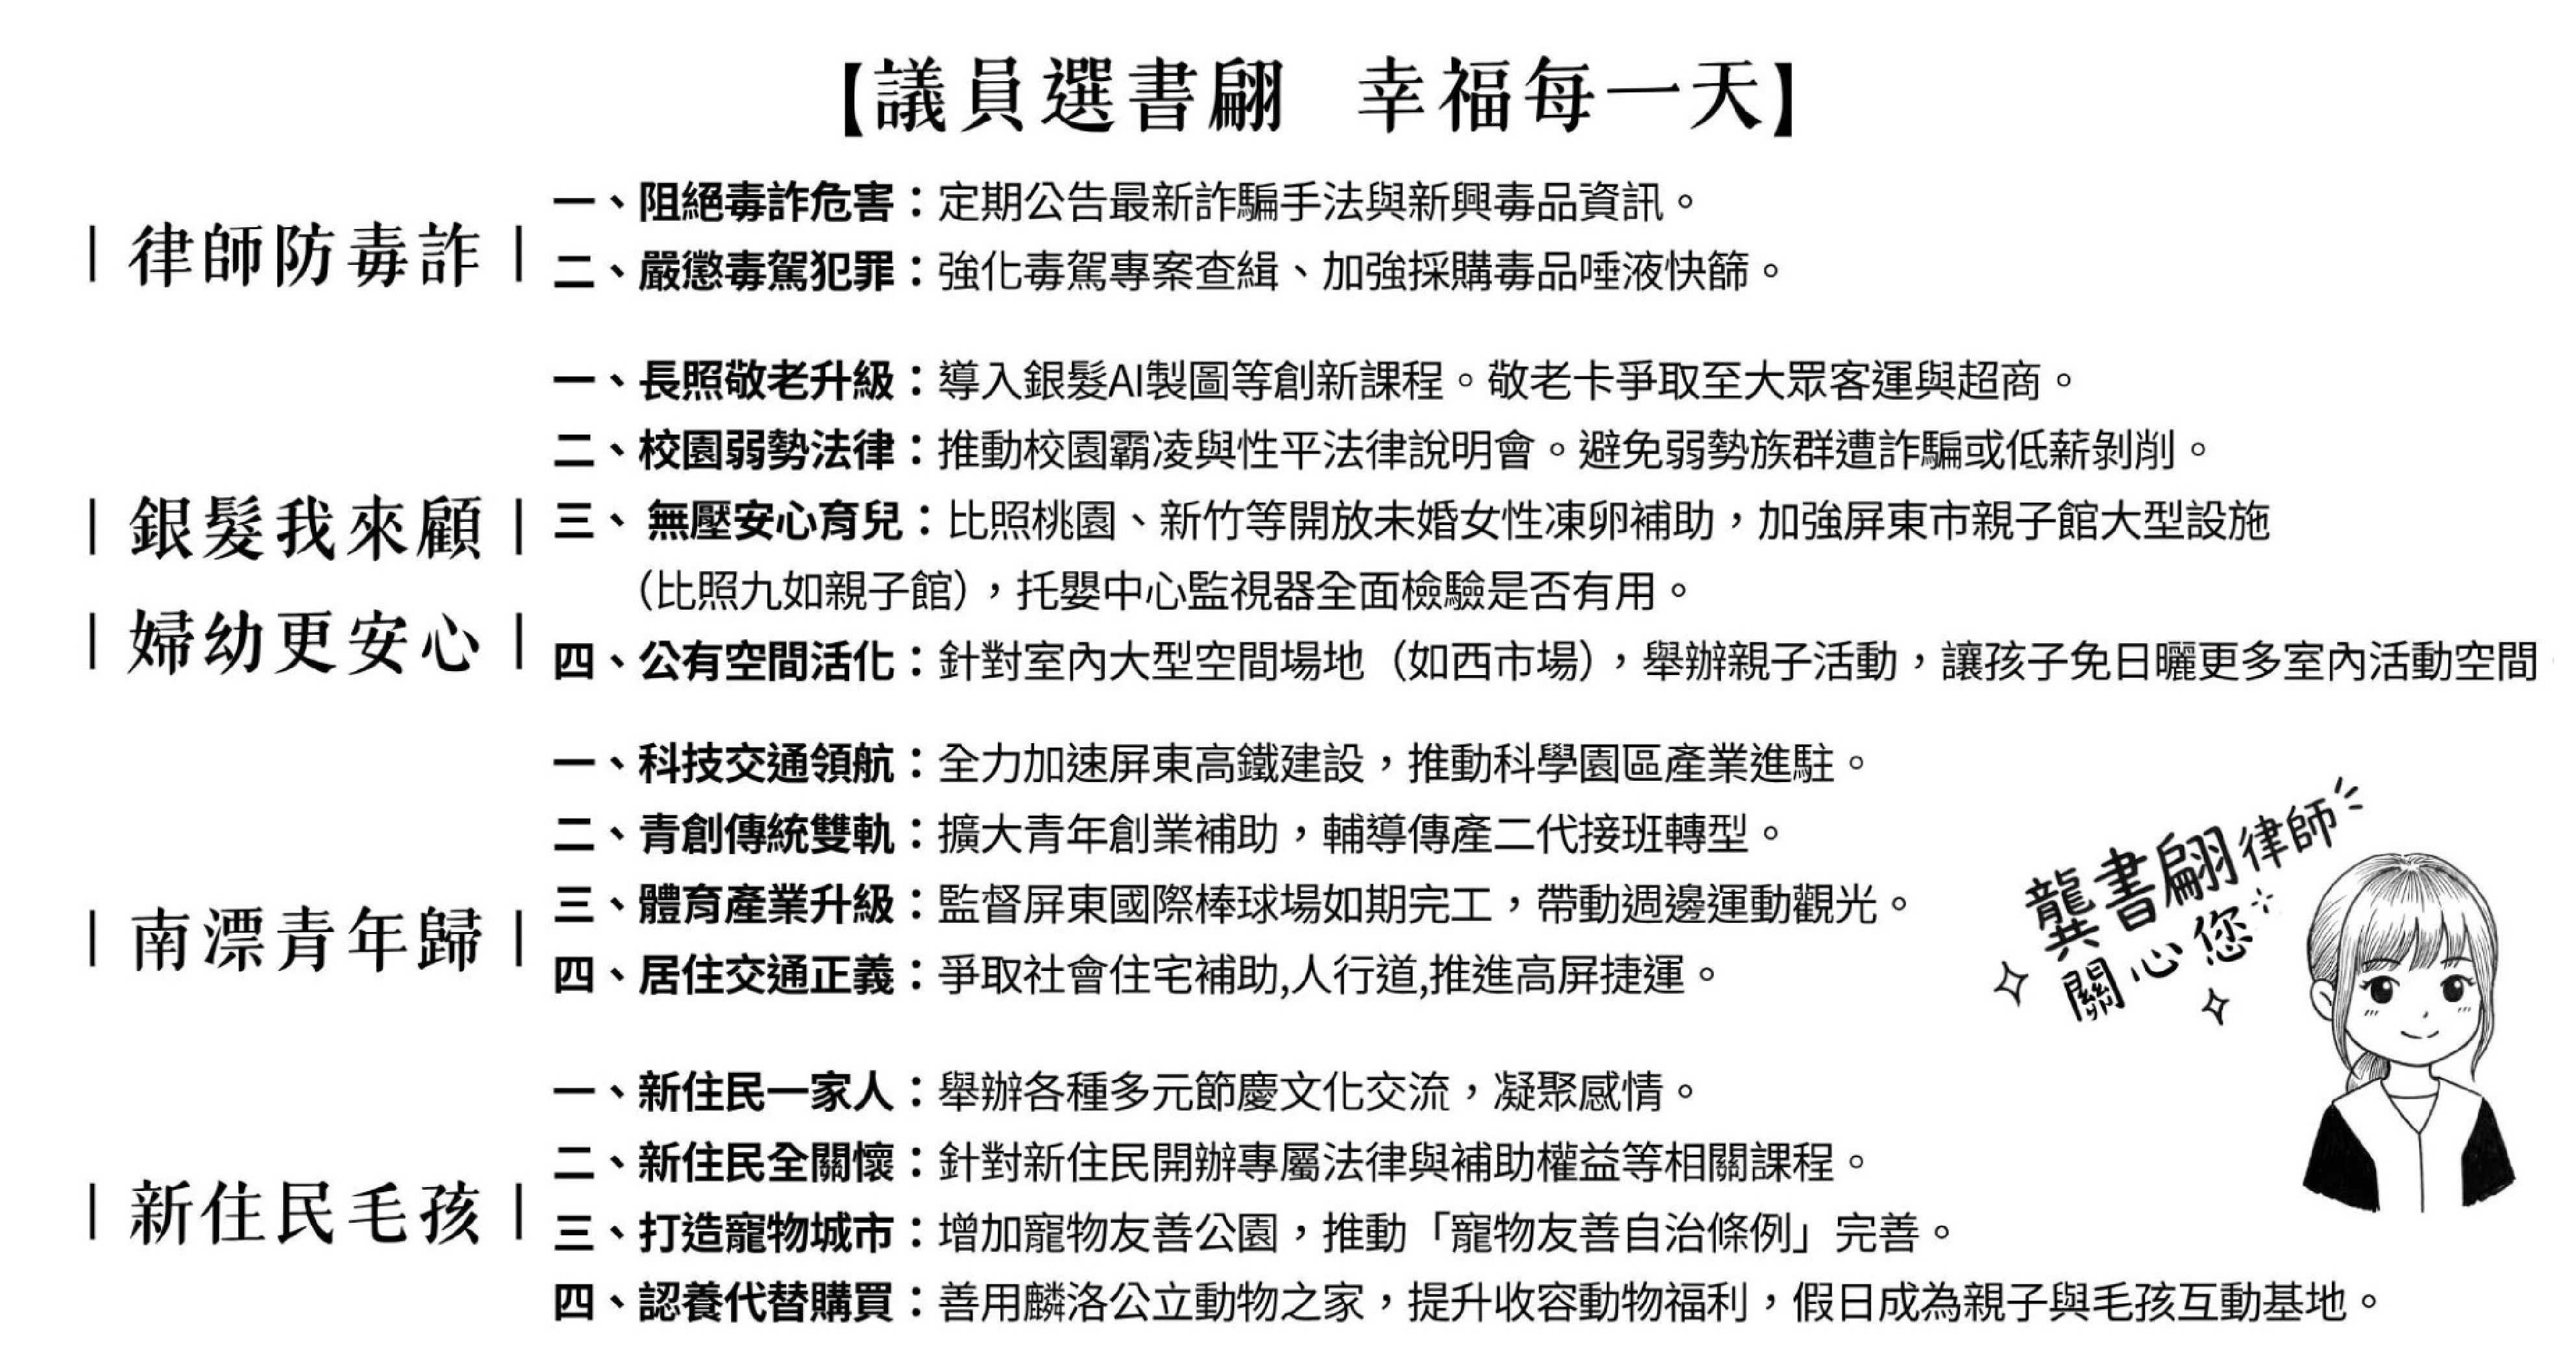 【議員選書翩　幸福每一天】
|律師防毒詐|
一、阻絕毒詐危害：定期公告最新詐騙手法與新興毒品資訊。
二、嚴懲毒駕犯罪：強化毒駕專案查緝、加強採購毒品唾液快篩。
|銀髮我來顧|
|婦幼更安心|
一、長照敬老升級：導入銀髮AI製圖等創新課程。敬老卡爭取至大眾客運與超商。
二、校園弱勢法律：推動校園霸凌與性平法律說明會。避免弱勢族群遭詐騙或低薪剝削。
三、無壓安心育兒：比照桃園、新竹等開放未婚女性凍卵補助，加強屏東市親子館大型設施
（比照九如親子館），托嬰中心監視器全面檢驗是否有用。
四、公有空間活化：針對室內大型空間場地（如西市場），舉辦親子活動，讓孩子免日曬更多室內活動空間。
|南漂青年歸|
一、科技交通領航：全力加速屏東高鐵建設，推動科學園區產業進駐。
二、青創傳統雙軌：擴大青年創業補助，輔導傳產二代接班轉型。
三、體育產業升級：監督屏東國際棒球場如期完工，帶動週邊運動觀光。
四、居住交通正義：爭取社會住宅補助,人行道,推進高屏捷運。
|新住民毛孩|
一、新住民一家人：舉辦各種多元節慶文化交流，凝聚感情。
二、新住民全關懷：針對新住民開辦專屬法律與補助權益等相關課程。
三、打造寵物城市：增加寵物友善公園，推動「寵物友善自治條例」完善。
四、認養代替購買：善用麟洛公立動物之家，提升收容動物福利，假日成為親子與毛孩互動基地。
龔書翩律師
關心您